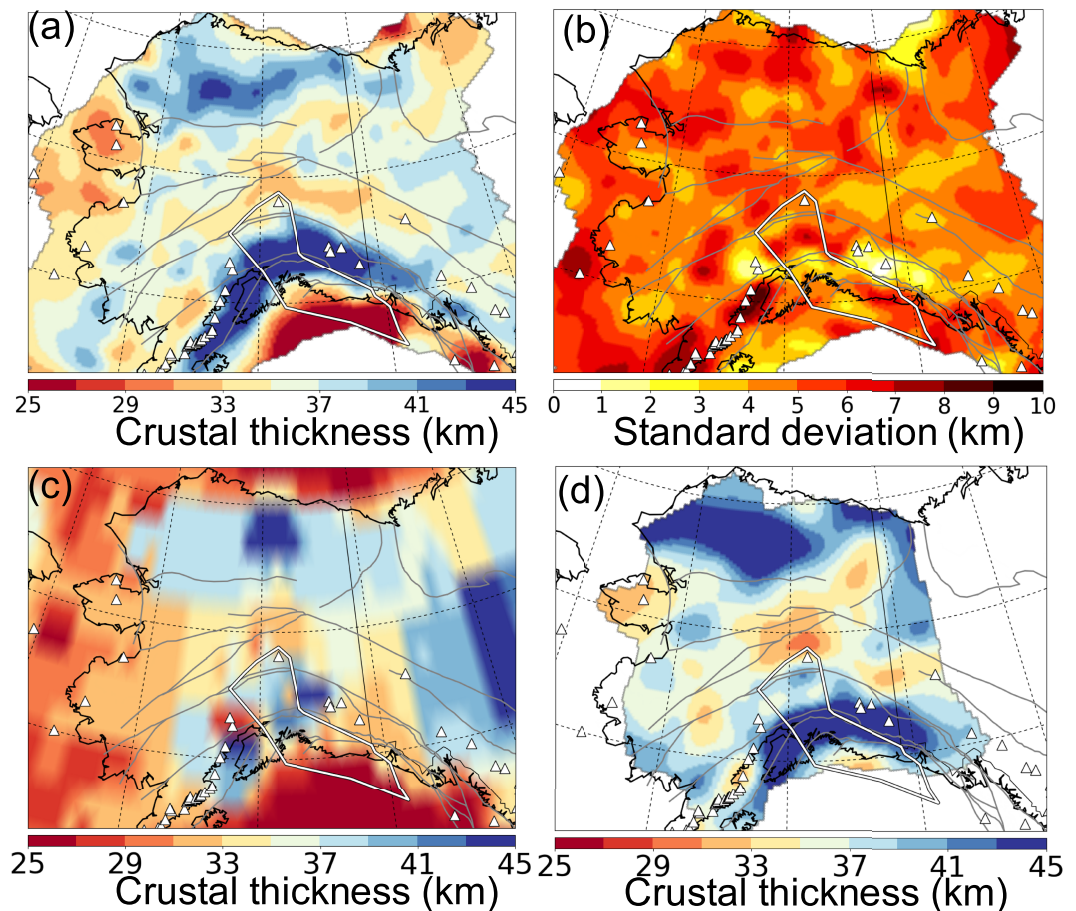 (a)
(b)
25 29 33 37 41 45
Crustal thickness (km)
0 1 2 3 4 5 6 7 8 9 10
Standard deviation (km)
(c)
(d)
25 29 33 37 41 45
Crustal thickness (km)
25 29 33 37 41 45
Crustal thickness (km)